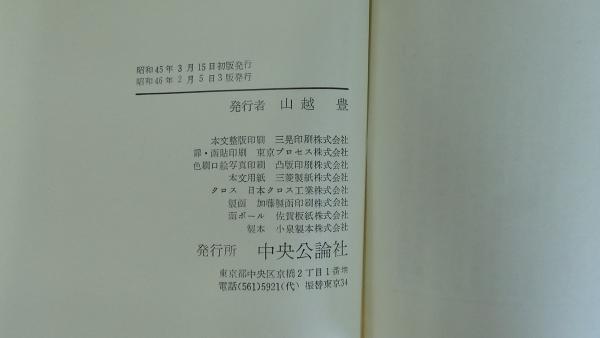 昭和45年3月15日初版発行
昭和46年2月5日3版発行
発行者 山越 豊
本文整版印刷 三晃印刷株式会社
扉・函貼印刷 東京プロセス株式会社
色刷口絵写真印刷 凸版印刷株式会社
本文用紙 三菱製紙株式会社
クロス 日本クロス工業株式会社
製函 加藤製函印刷株式会社
函ボール 佐賀板紙株式会社
製本 小泉製本株式会社
発行所 中央公論社
東京都中央区京橋2丁目1番地
電話(561)5921(代) 振替東京34